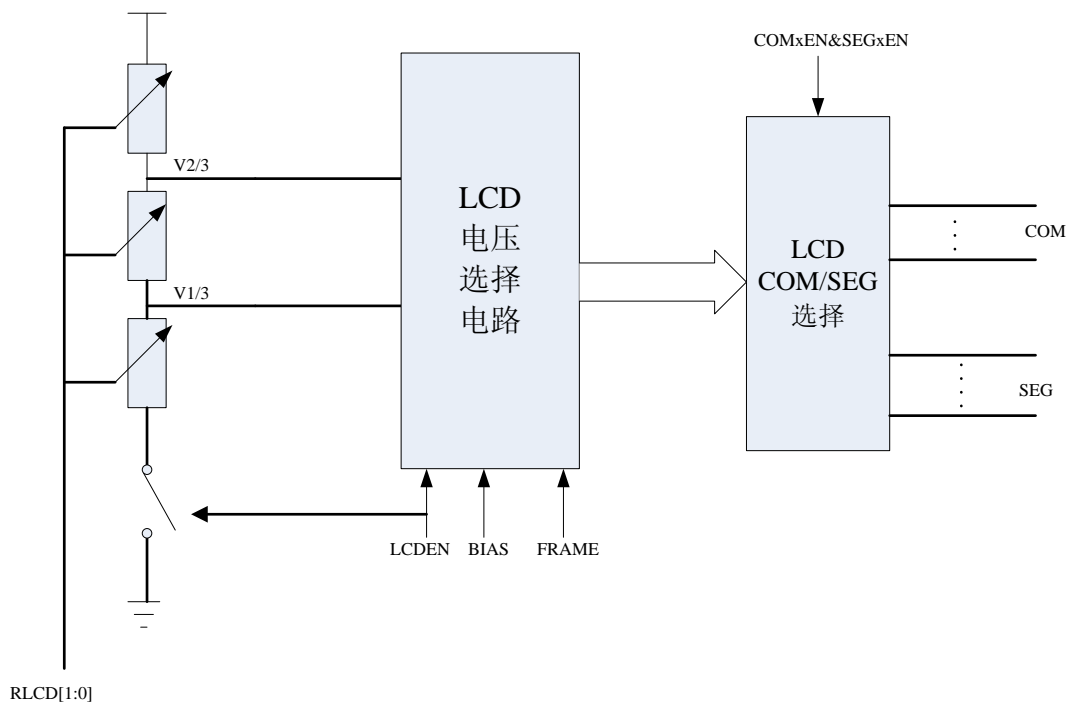 COMxEN&SEGxEN
V2/3
V1/3
LCD
电压
选择
电路
LCD
COM/SEG
选择
COM
SEG
LCDEN
BIAS
FRAME
RLCD[1:0]